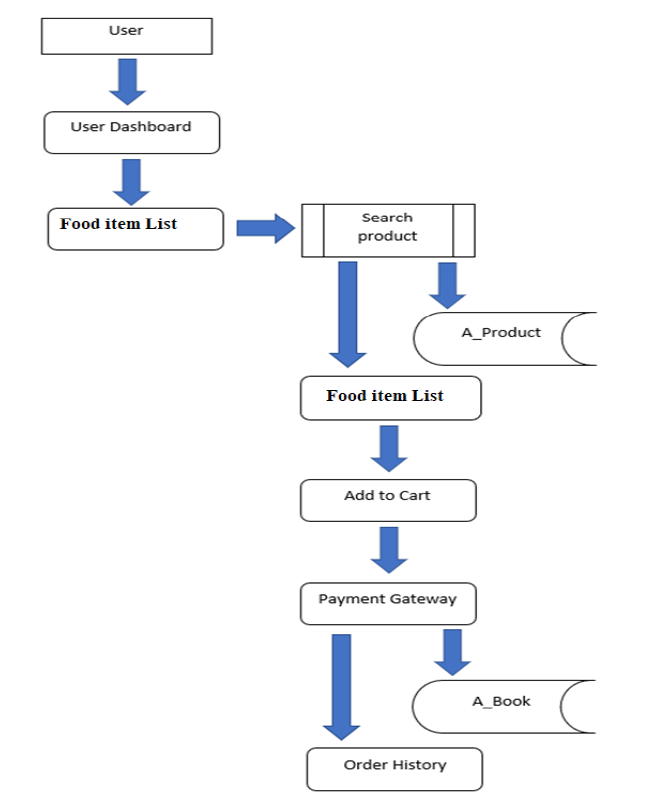 User
User Dashboard
Food item List
Search
product
A_Product
Food item List
Add to Cart
Payment Gateway
A_Book
Order History